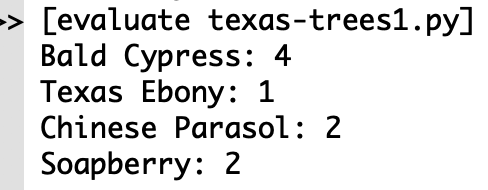 >> [evaluate texas-trees1.py]
Bald Cypress: 4
Texas Ebony: 1
Chinese Parasol: 2
Soapberry: 2